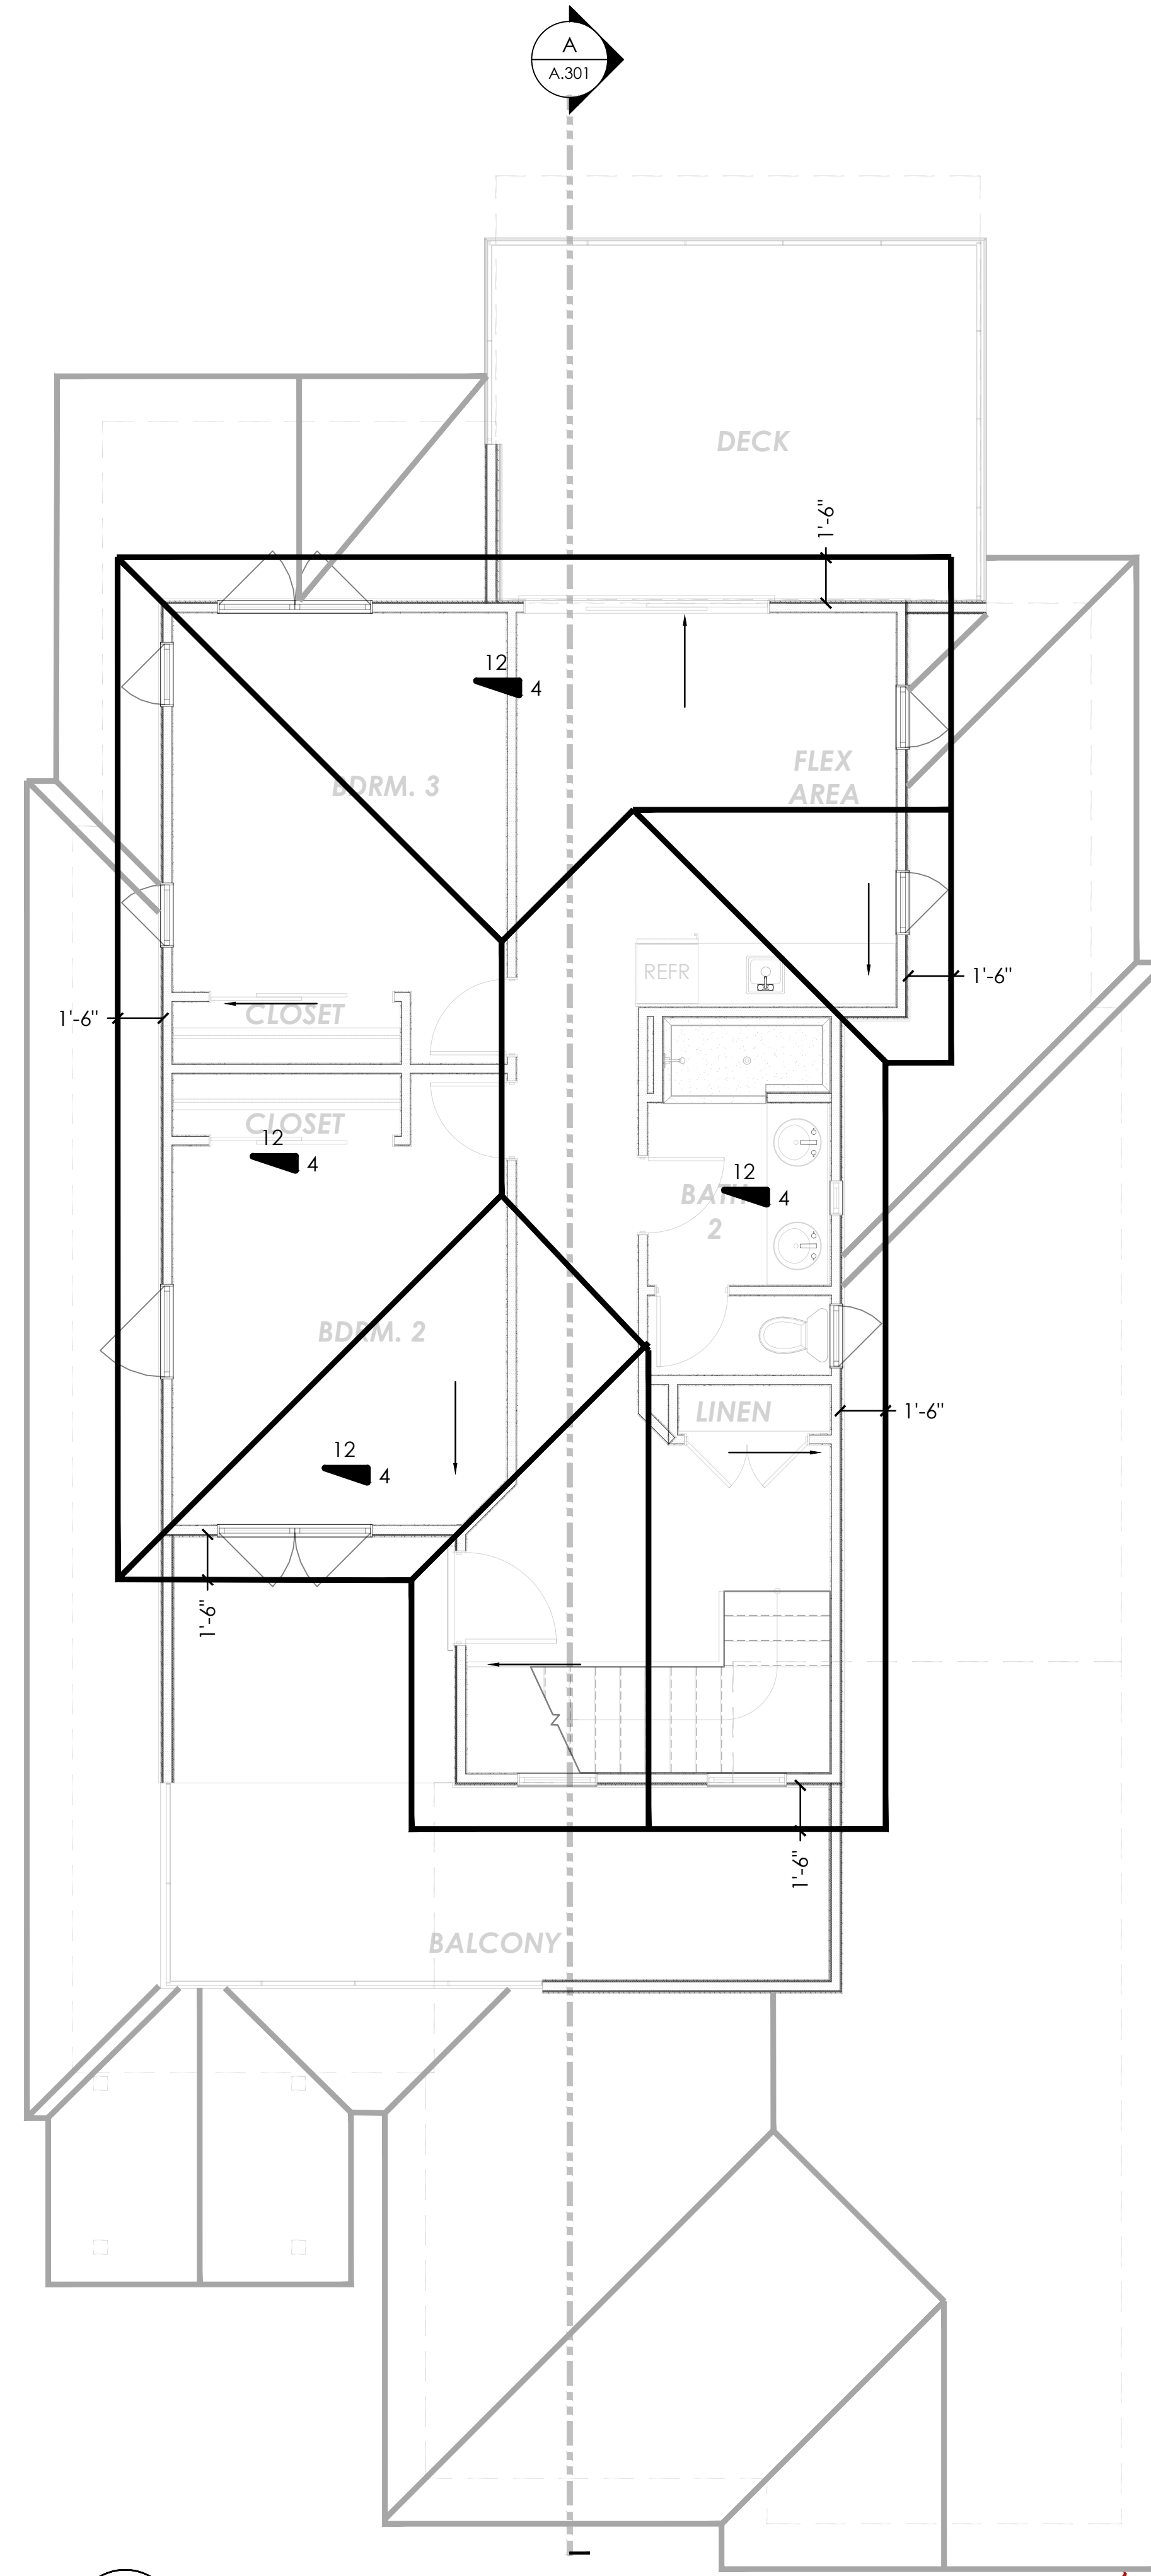 A
A.301
DECK
1'-6"
12
4
FLEX
AREA
BDRM. 3
REFR
1'-6"
CLOSET
1'-6"
CLOSET
12
4
12
4
BATH
2
BDRM. 2
LINEN
1'-6"
12
4
1'-6"
1'-6"
BALCONY